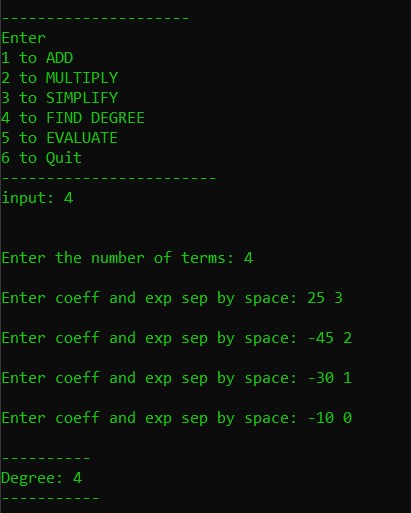 ---------------------
Enter
1 to ADD
2 to MULTIPLY
3 to SIMPLIFY
4 to FIND DEGREE
5 to EVALUATE
6 to Quit
------------------------
input: 4
Enter the number of terms: 4
Enter coeff and exp sep by space: 25 3
Enter coeff and exp sep by space: -45 2
Enter coeff and exp sep by space: -30 1
Enter coeff and exp sep by space: -10 0
----------
Degree: 4
-----------